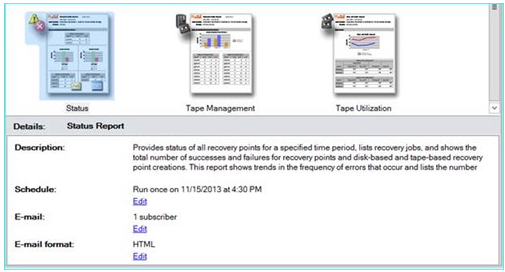 Status
Tape Management
Tape Utilization
Details: Status Report
Description:
Provides status of all recovery points for a specified time period, lists recovery jobs, and shows the
total number of successes and failures for recovery points and disk-based and tape-based recovery
point creations. This report shows trends in the frequency of errors that occur and lists the number
Schedule:
Run once on 11/15/2013 at 4:30 PM
Edit
E-mail:
1 subscriber
Edit
E-mail format:
HTML
Edit